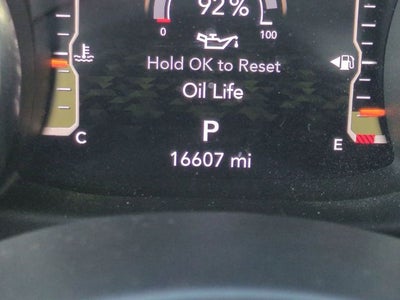 92%
0 100
Hold OK to Reset
Oil Life
C P E
16607 mi